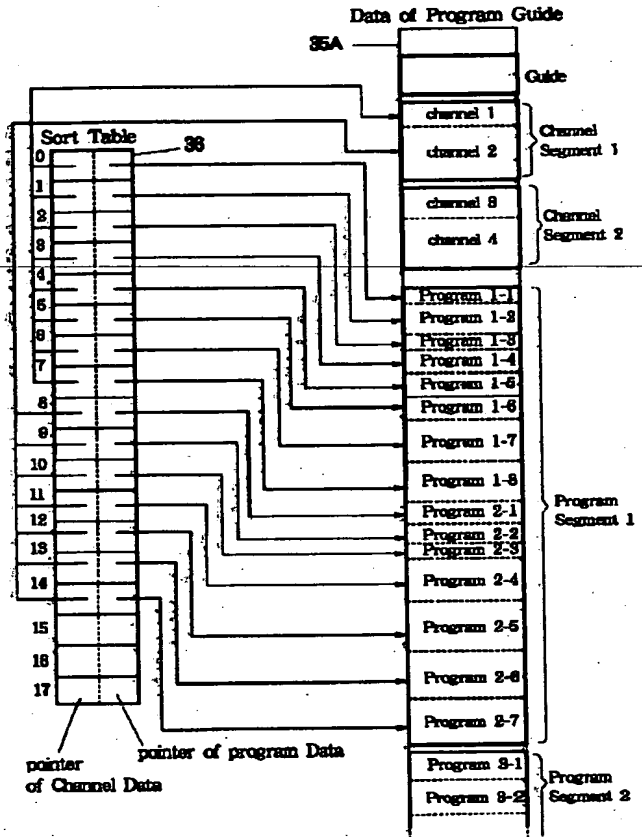 Data of Program Guide
35A
Guide
channel 1
channel 2
Channel
Segment 1
channel 3
channel 4
Channel
Segment 2
Sort Table
36
0
1
2
3
4
5
6
7
8
9
10
11
12
13
14
15
16
17
pointer
of Channel Data
pointer of program Data
Program 1-1
Program 1-2
Program 1-3
Program 1-4
Program 1-5
Program 1-6
Program 1-7
Program 1-8
Program 2-1
Program 2-2
Program 2-3
Program 2-4
Program 2-5
Program 2-6
Program 2-7
Program
Segment 1
Program 3-1
Program 3-2
Program
Segment 2